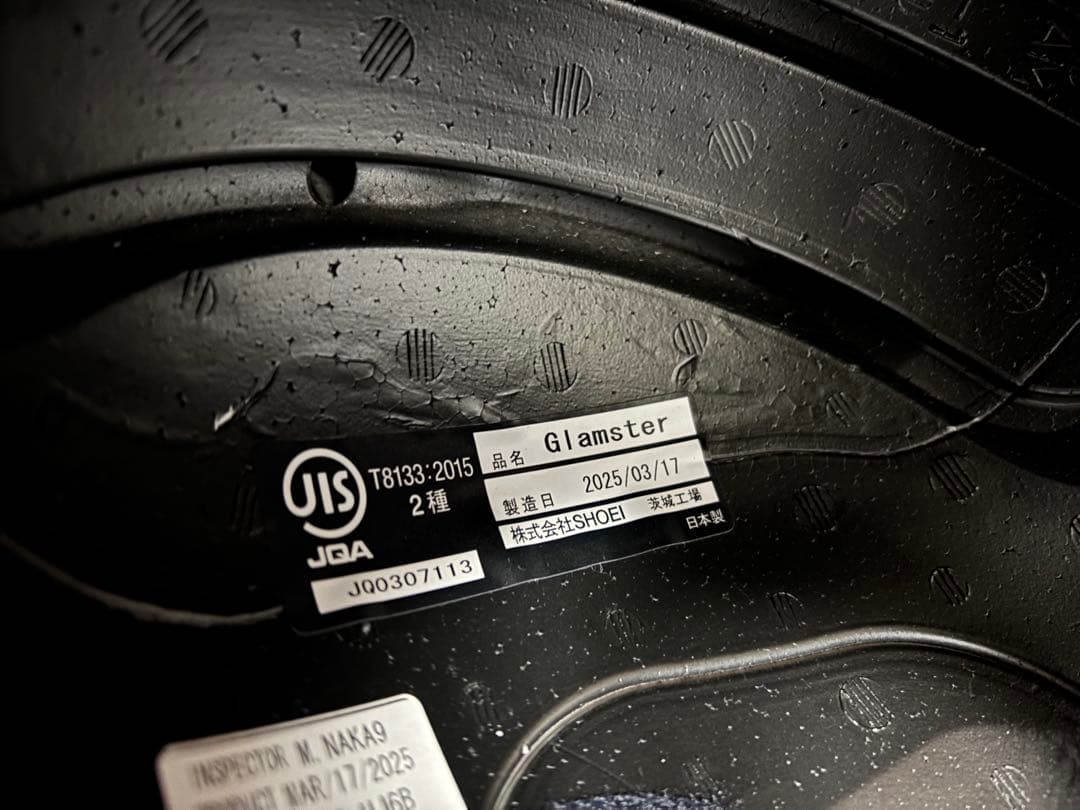 JIS
T8133:2015
2種
JQA
JQ0307113
品名 Glamster
製造日 2025/03/17
株式会社SHOEI 茨城工場
日本製
INSPECTOR M. NAKA9
PRODUCT MAR/17/2025